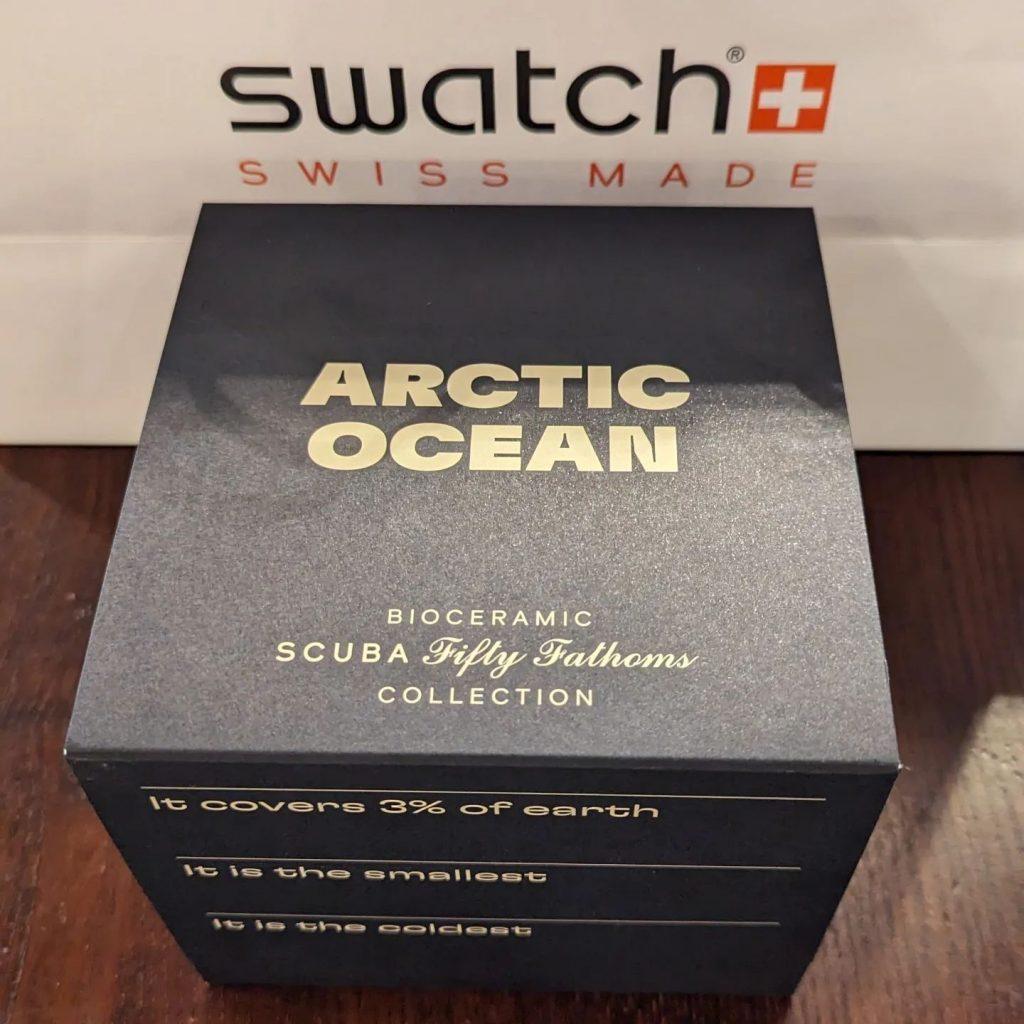 swatch®
SWISS MADE
ARCTIC
OCEAN
BIOCERAMIC
SCUBA Fifty Fathoms
COLLECTION
It covers 3% of earth
It is the smallest
It is the coldest